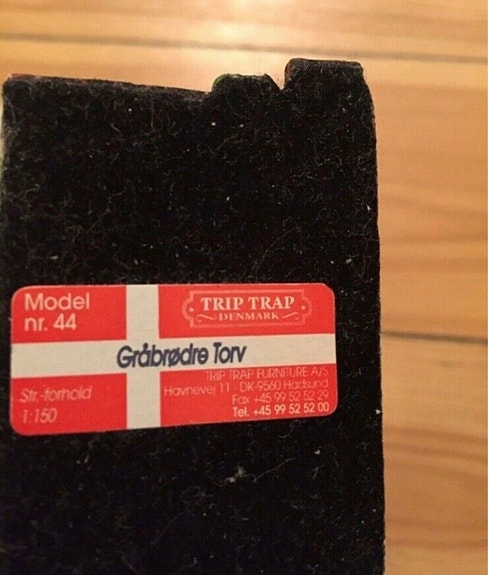 Model
nr. 44
TRIP TRAP
DENMARK
Gråbrødre Torv
TRIP TRAP FURNITURE A/S
Havnevej 11 - DK-9560 Hadsund
Fax +45 99 52 52 29
Tel. +45 99 52 52 00
Str.-forhold
1:150